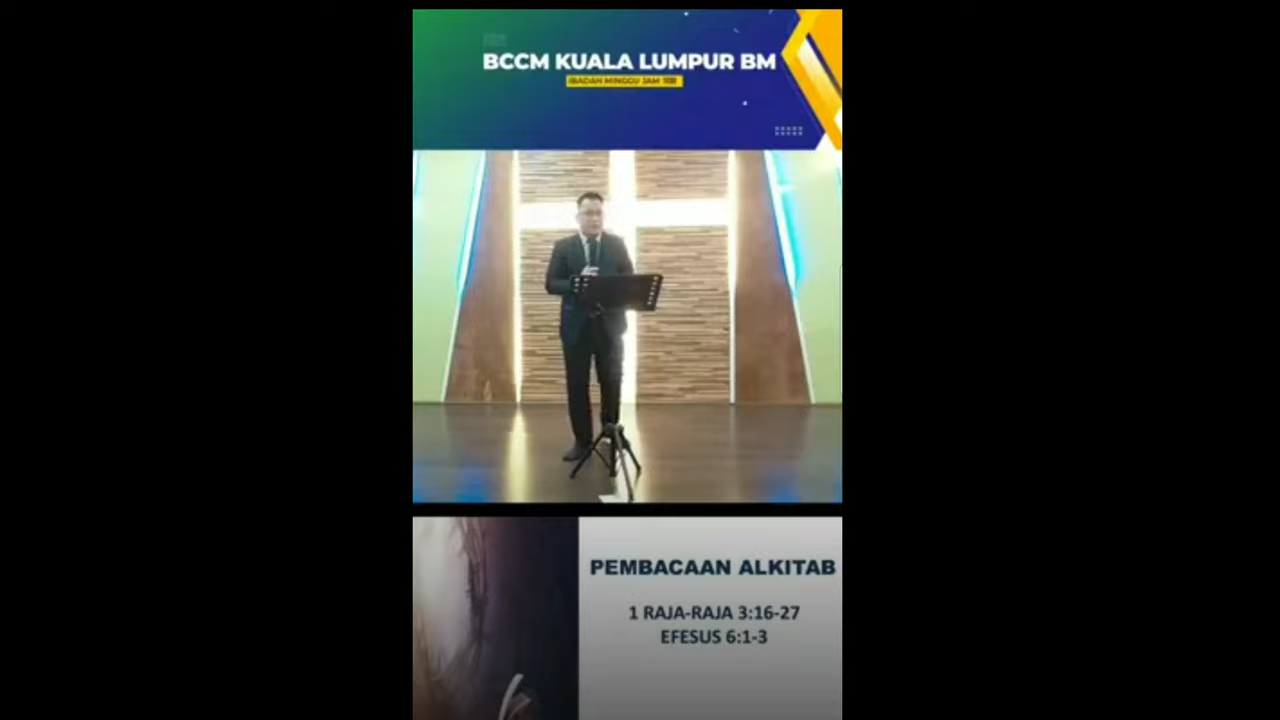 BCCM KUALA LUMPUR BM
IBADAH MINGGU JAM
PEMBACAAN ALKITAB
1 RAJA-RAJA 3:16-27
EFESUS 6:1-3